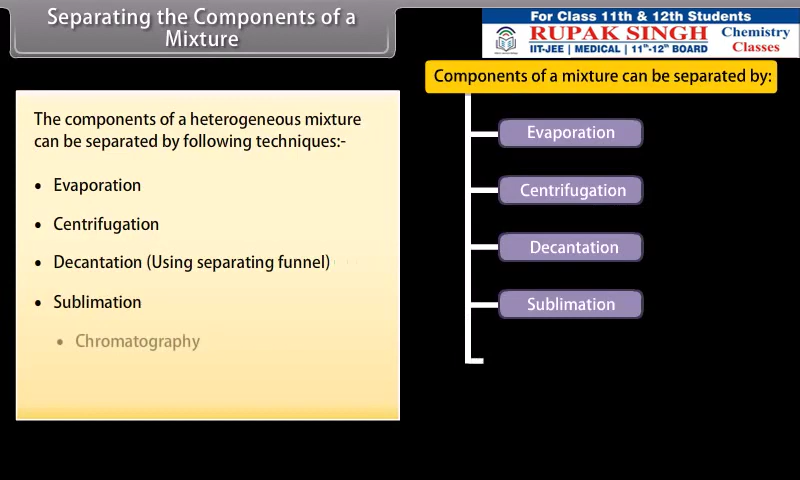 Separating the Components of a
Mixture
For Class 11th & 12th Students
RUPAK SINGH
IIT-JEE | MEDICAL | 11th-12th BOARD
Chemistry
Classes
Components of a mixture can be separated by:
The components of a heterogeneous mixture
can be separated by following techniques:-
• Evaporation
• Centrifugation
• Decantation (Using separating funnel)
• Sublimation
• Chromatography
Evaporation
Centrifugation
Decantation
Sublimation